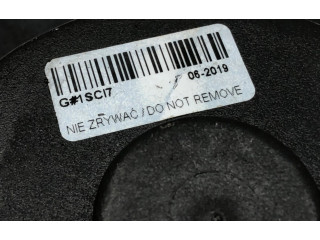 G#1SCI7
06-2019
NIE ZRYWAĆ / DO NOT REMOVE